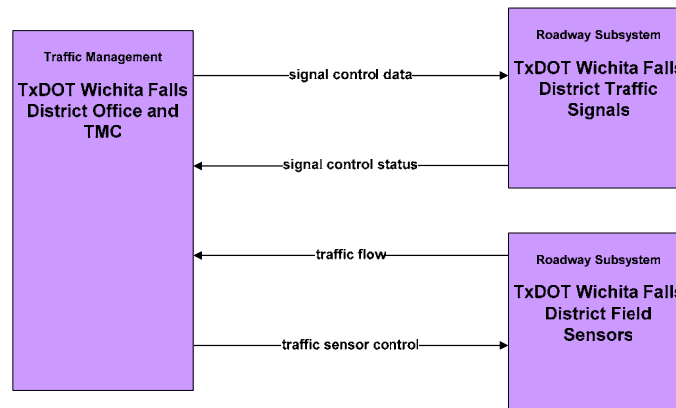 Traffic Management
TxDOT Wichita Falls
District Office and
TMC
signal control data
signal control status
traffic flow
traffic sensor control
Roadway Subsystem
TxDOT Wichita Falls
District Traffic
Signals
Roadway Subsystem
TxDOT Wichita Falls
District Field
Sensors